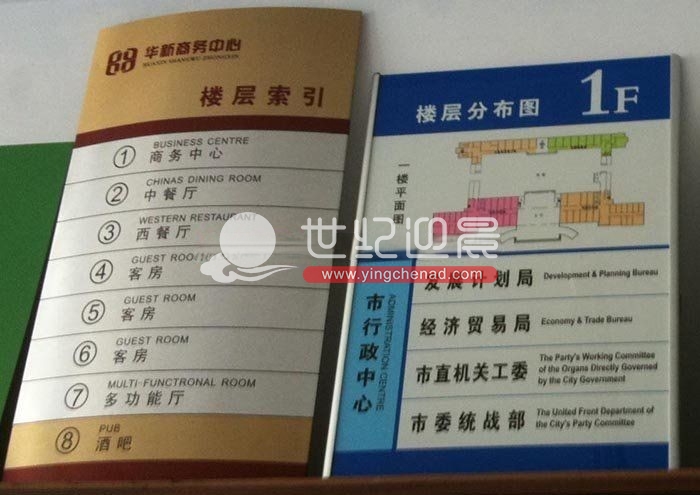 华新商务中心
HUAXIN SHANGWU ZHONGXIN
楼层索引
① BUSINESS CENTRE
商务中心
② CHINAS DINING ROOM
中餐厅
③ WESTERN RESTAURANT
西餐厅
④ GUEST ROOM
客房
⑤ GUEST ROOM
客房
⑥ GUEST ROOM
客房
⑦ MULTI-FUNCTRONAL ROOM
多功能厅
⑧ PUB
酒吧
楼层分布图 1F
一楼平面图
市行政中心
ADMINISTRATION CENTRE
发展计划局 Development & Planning Bureau
经济贸易局 Economy & Trade Bureau
市直机关工委 The Party's Working Committee
of the Organs Directly Governed
by the City Government
市委统战部 The United Front Department of
the City's Party Committee
世纪迎晨
www.yingchenad.com